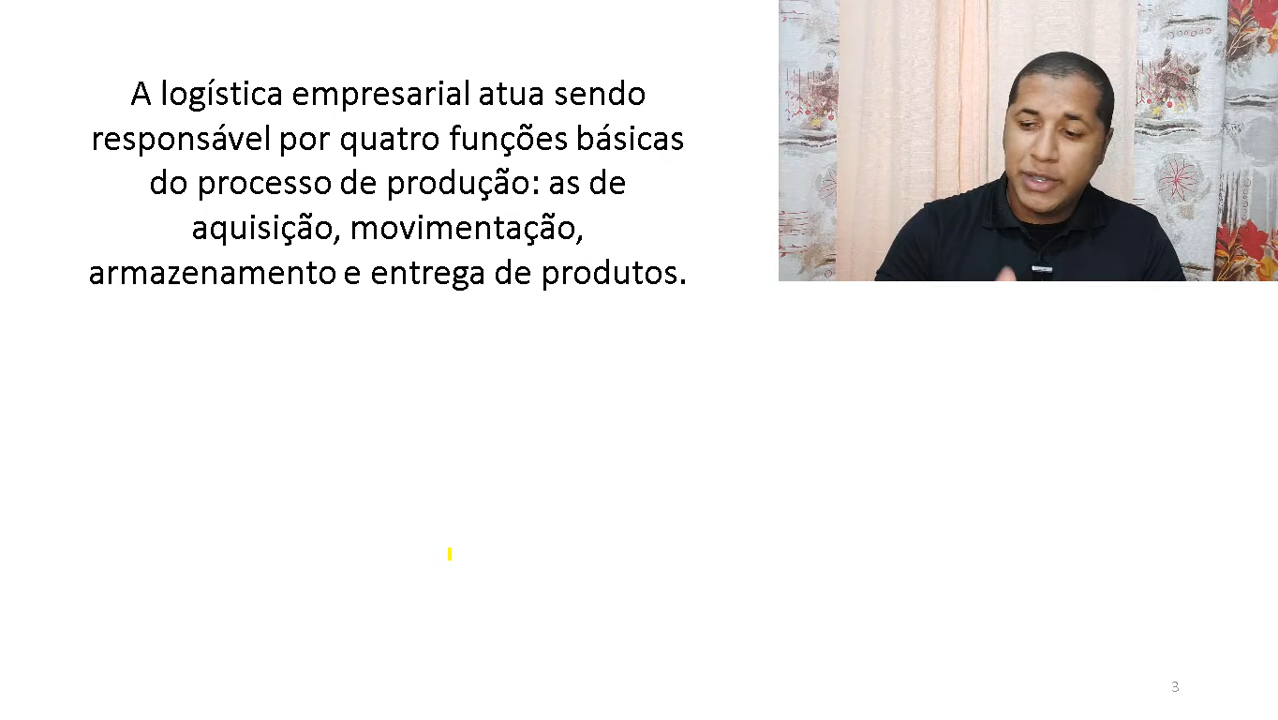 A logística empresarial atua sendo
responsável por quatro funções básicas
do processo de produção: as de
aquisição, movimentação,
armazenamento e entrega de produtos.
3